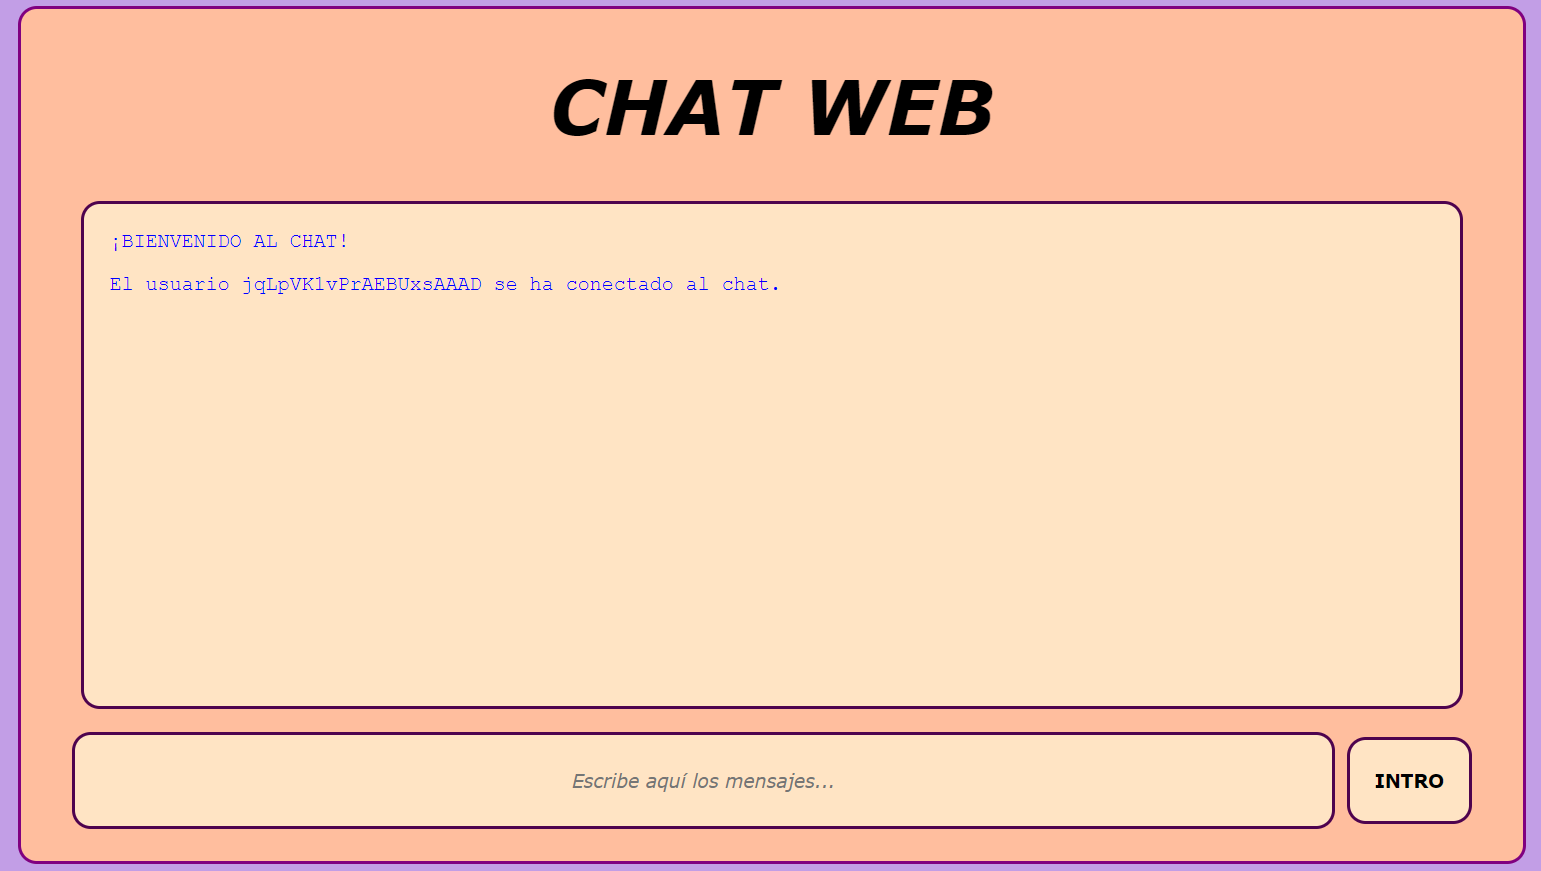 CHAT WEB
¡BIENVENIDO AL CHAT!
El usuario jqLpVK1vPrAEBUxsAAAD se ha conectado al chat.
Escribe aquí los mensajes...
INTRO